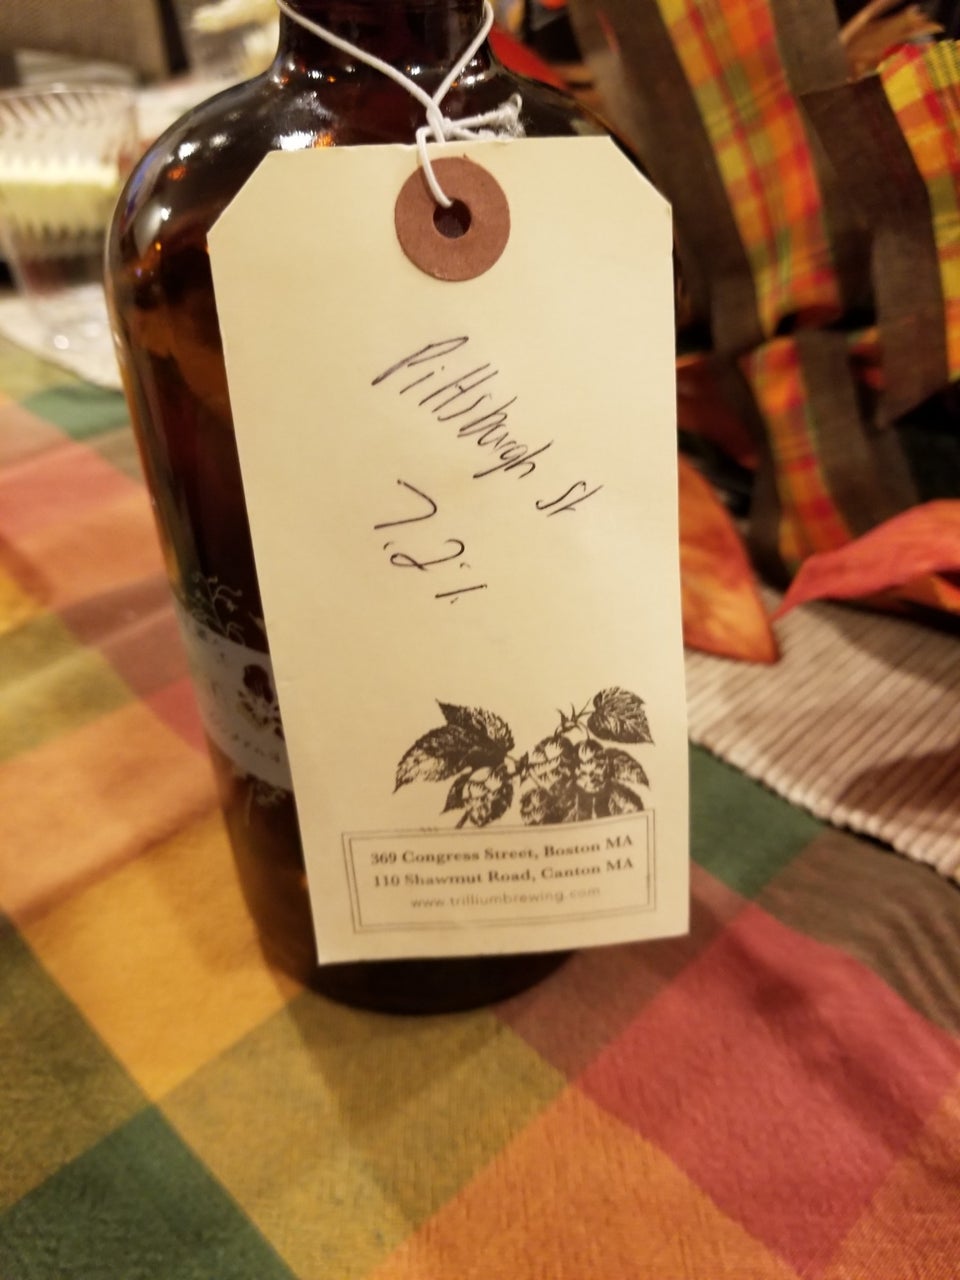 Pittsburgh St
7.2%
369 Congress Street, Boston MA
110 Shawmut Road, Canton MA
www.trilliumbrewing.com